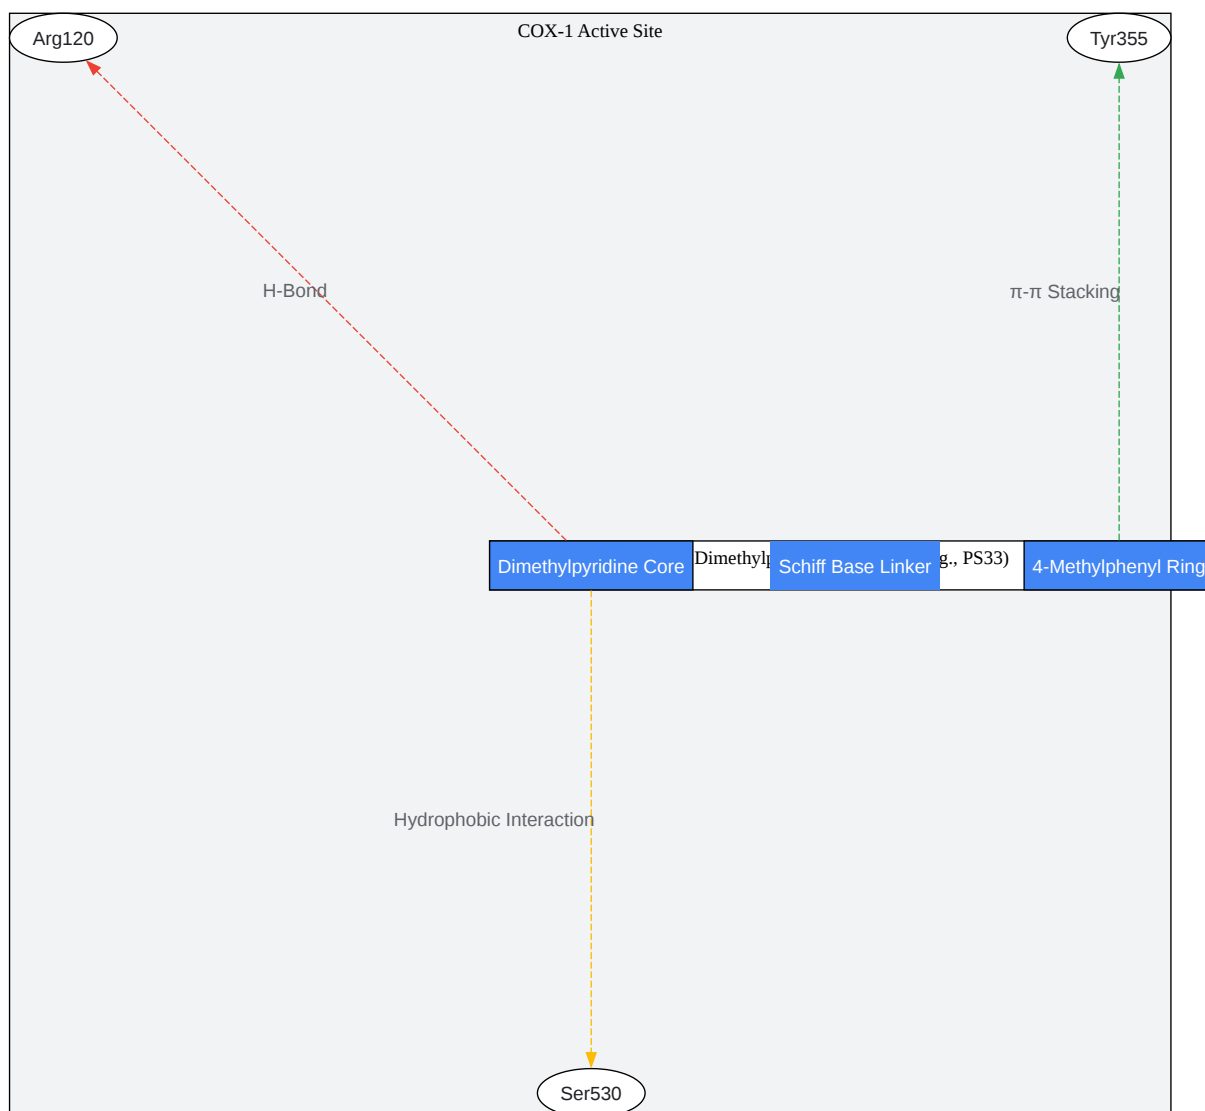 COX-1 Active Site
Arg120
Tyr355
H-Bond
π-π Stacking
Dimethylpyridine Core
Schiff Base Linker
g., PS33)
4-Methylphenyl Ring
Hydrophobic Interaction
Ser530